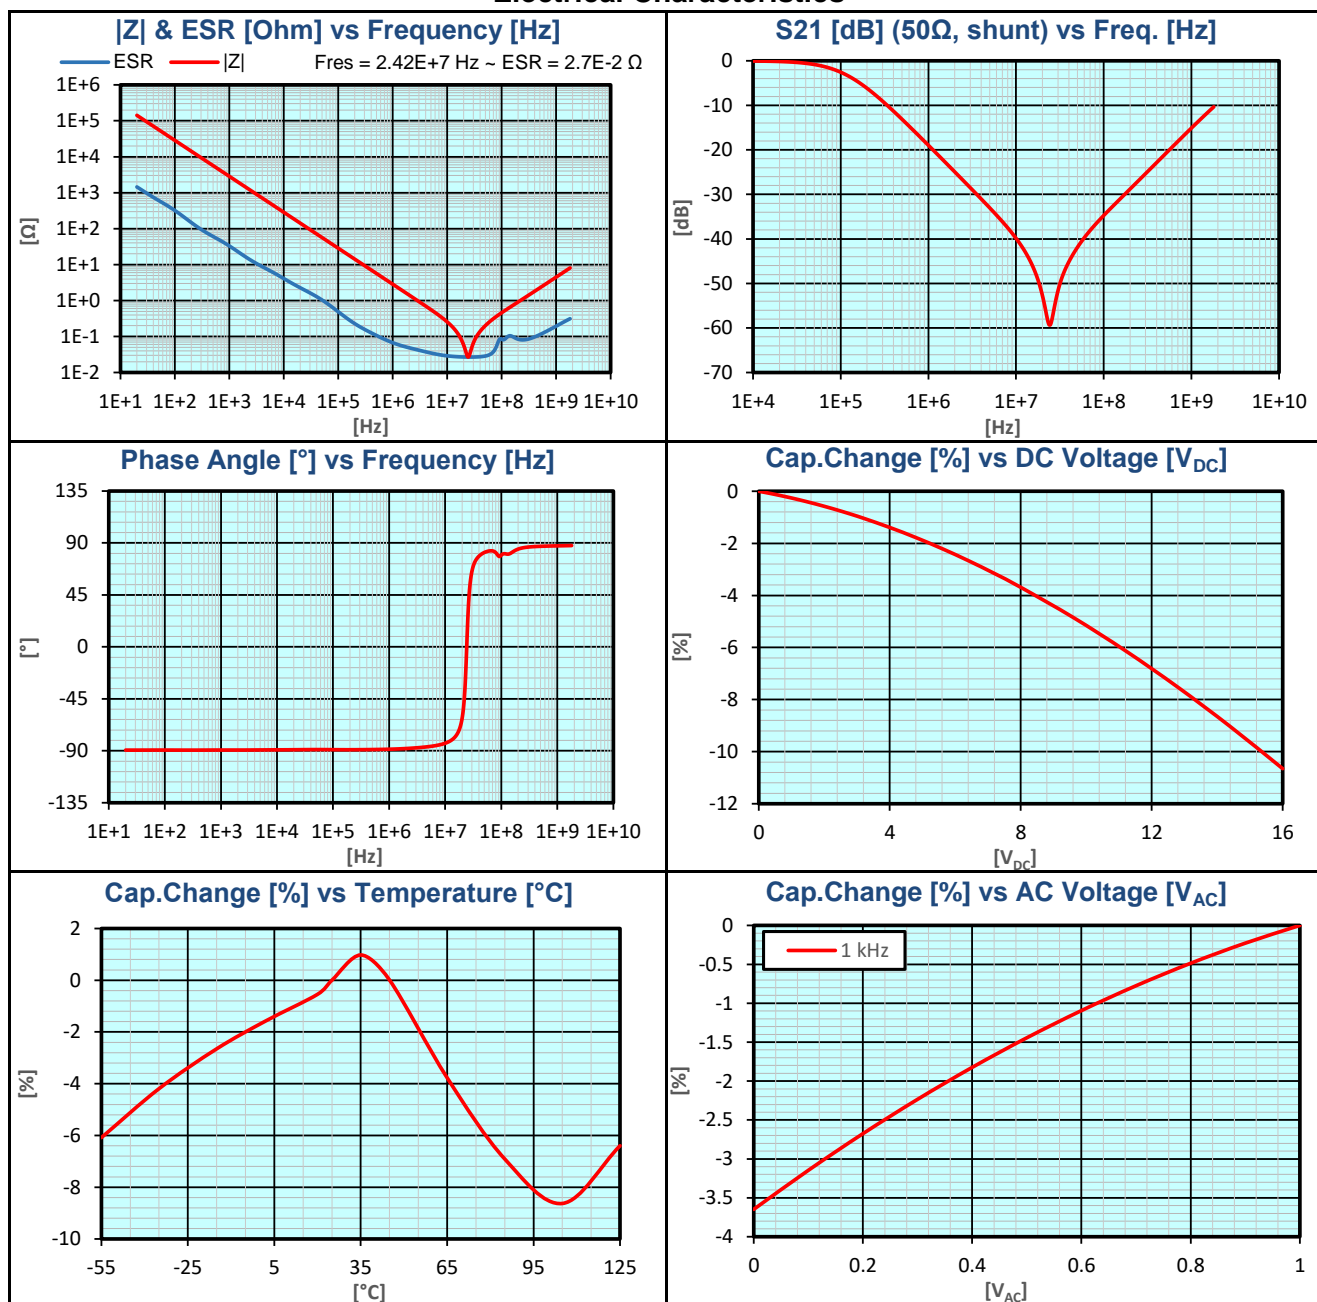 |Z| & ESR [Ohm] vs Frequency [Hz]
ESR |Z| Fres = 2.42E+7 Hz ~ ESR = 2.7E-2 Ω
1E+6
1E+5
1E+4
1E+3
1E+2
1E+1
1E+0
1E-1
1E-2
[Ω]
1E+1 1E+2 1E+3 1E+4 1E+5 1E+6 1E+7 1E+8 1E+9 1E+10
[Hz]
S21 [dB] (50Ω, shunt) vs Freq. [Hz]
0
-10
-20
-30
-40
-50
-60
-70
[dB]
1E+4 1E+5 1E+6 1E+7 1E+8 1E+9 1E+10
[Hz]
Phase Angle [°] vs Frequency [Hz]
135
90
45
0
-45
-90
-135
[°]
1E+1 1E+2 1E+3 1E+4 1E+5 1E+6 1E+7 1E+8 1E+9 1E+10
[Hz]
Cap.Change [%] vs DC Voltage [VDC]
0
-2
-4
-6
-8
-10
-12
[%]
0 4 8 12 16
[VDC]
Cap.Change [%] vs Temperature [°C]
2
0
-2
-4
-6
-8
-10
[%]
-55 -25 5 35 65 95 125
[°C]
Cap.Change [%] vs AC Voltage [VAC]
1 kHz
0
-0.5
-1
-1.5
-2
-2.5
-3
-3.5
-4
[%]
0 0.2 0.4 0.6 0.8 1
[VAC]